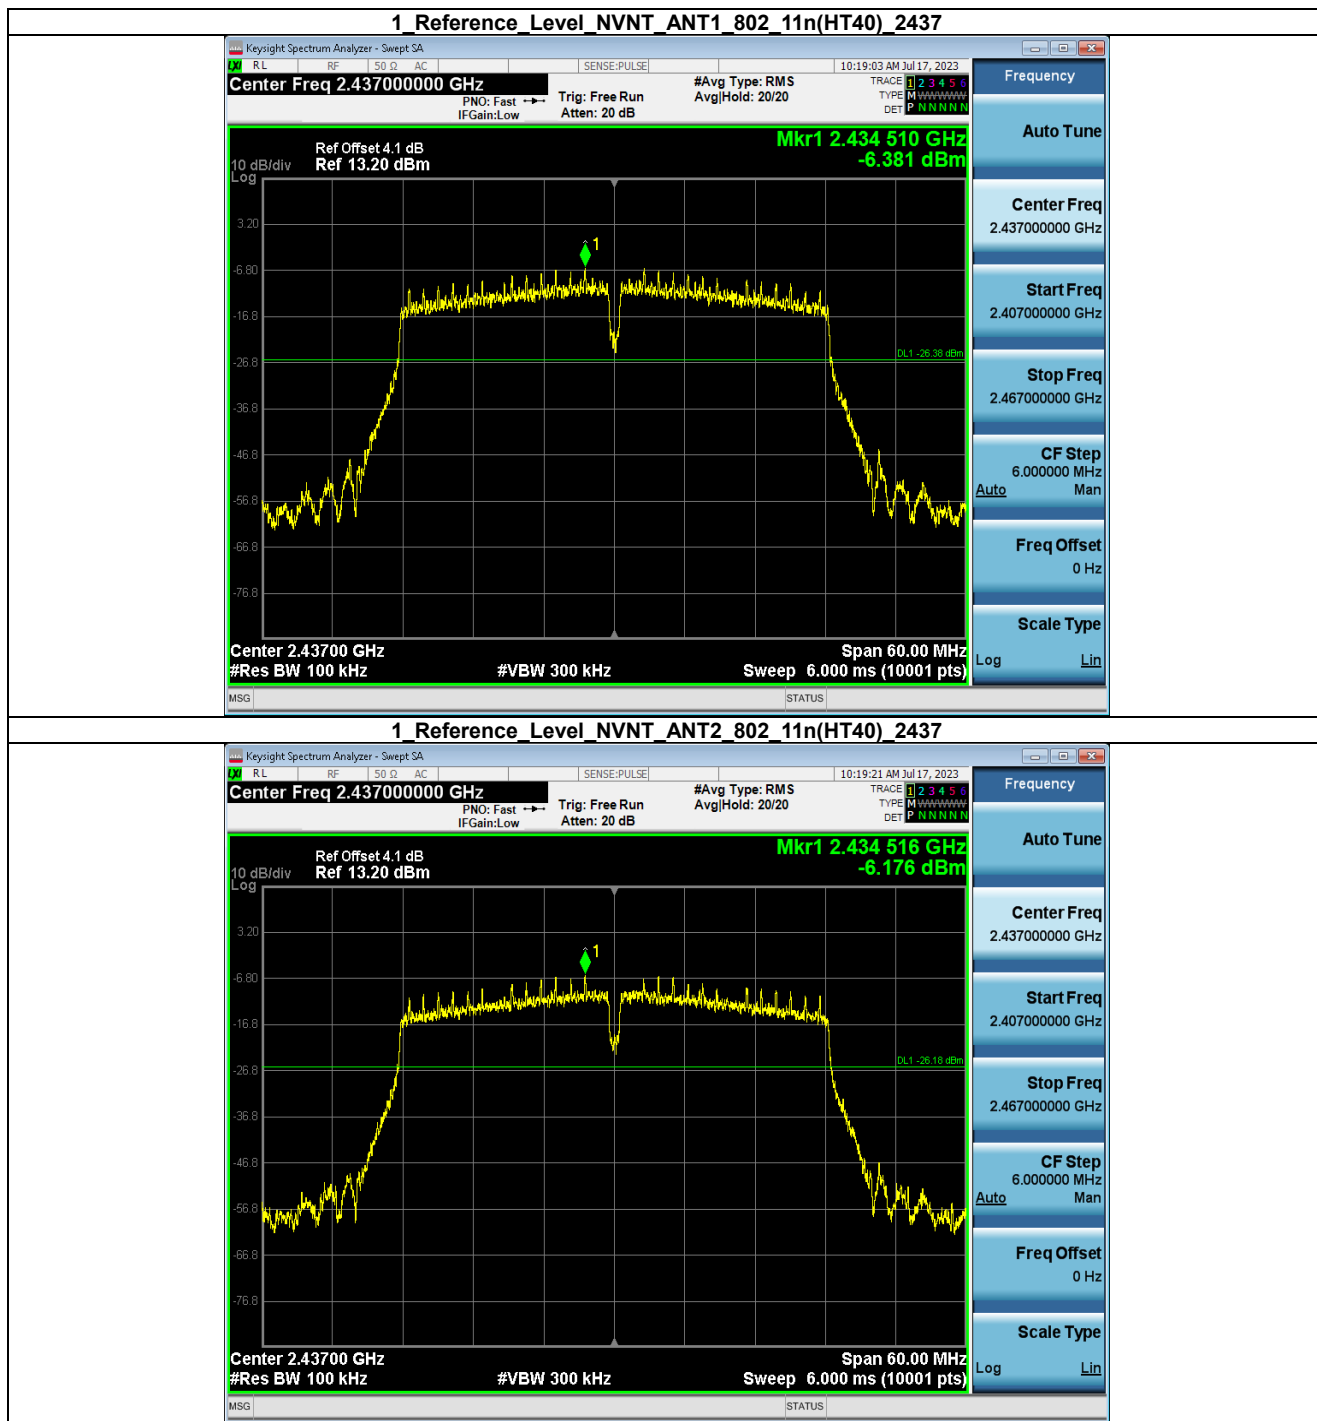 1_Reference_Level_NVNT_ANT1_802_11n(HT40)_2437
Keysight Spectrum Analyzer - Swept SA
LXI RL RF 50 Ω AC SENSE:PULSE 10:19:03 AM Jul 17, 2023
Center Freq 2.437000000 GHz
PNO: Fast
IFGain:Low
Trig: Free Run
Atten: 20 dB
#Avg Type: RMS
Avg|Hold: 20/20
TRACE 1 2 3 4 5 6
TYPE M WWWWW
DET P N N N N N
Mkr1 2.434 510 GHz
-6.381 dBm
Ref Offset 4.1 dB
10 dB/div Ref 13.20 dBm
Log
3.20
-6.80
-16.8
-26.8
-36.8
-46.8
-56.8
-66.8
-76.8
1
DL1 -26.38 dBm
Center 2.43700 GHz Span 60.00 MHz
#Res BW 100 kHz #VBW 300 kHz Sweep 6.000 ms (10001 pts)
MSG STATUS
Frequency
Auto Tune
Center Freq
2.437000000 GHz
Start Freq
2.407000000 GHz
Stop Freq
2.467000000 GHz
CF Step
6.000000 MHz
Auto Man
Freq Offset
0 Hz
Scale Type
Log Lin
1_Reference_Level_NVNT_ANT2_802_11n(HT40)_2437
Keysight Spectrum Analyzer - Swept SA
LXI RL RF 50 Ω AC SENSE:PULSE 10:19:21 AM Jul 17, 2023
Center Freq 2.437000000 GHz
PNO: Fast
IFGain:Low
Trig: Free Run
Atten: 20 dB
#Avg Type: RMS
Avg|Hold: 20/20
TRACE 1 2 3 4 5 6
TYPE M WWWWW
DET P N N N N N
Mkr1 2.434 516 GHz
-6.176 dBm
Ref Offset 4.1 dB
10 dB/div Ref 13.20 dBm
Log
3.20
-6.80
-16.8
-26.8
-36.8
-46.8
-56.8
-66.8
-76.8
1
DL1 -26.18 dBm
Center 2.43700 GHz Span 60.00 MHz
#Res BW 100 kHz #VBW 300 kHz Sweep 6.000 ms (10001 pts)
MSG STATUS
Frequency
Auto Tune
Center Freq
2.437000000 GHz
Start Freq
2.407000000 GHz
Stop Freq
2.467000000 GHz
CF Step
6.000000 MHz
Auto Man
Freq Offset
0 Hz
Scale Type
Log Lin